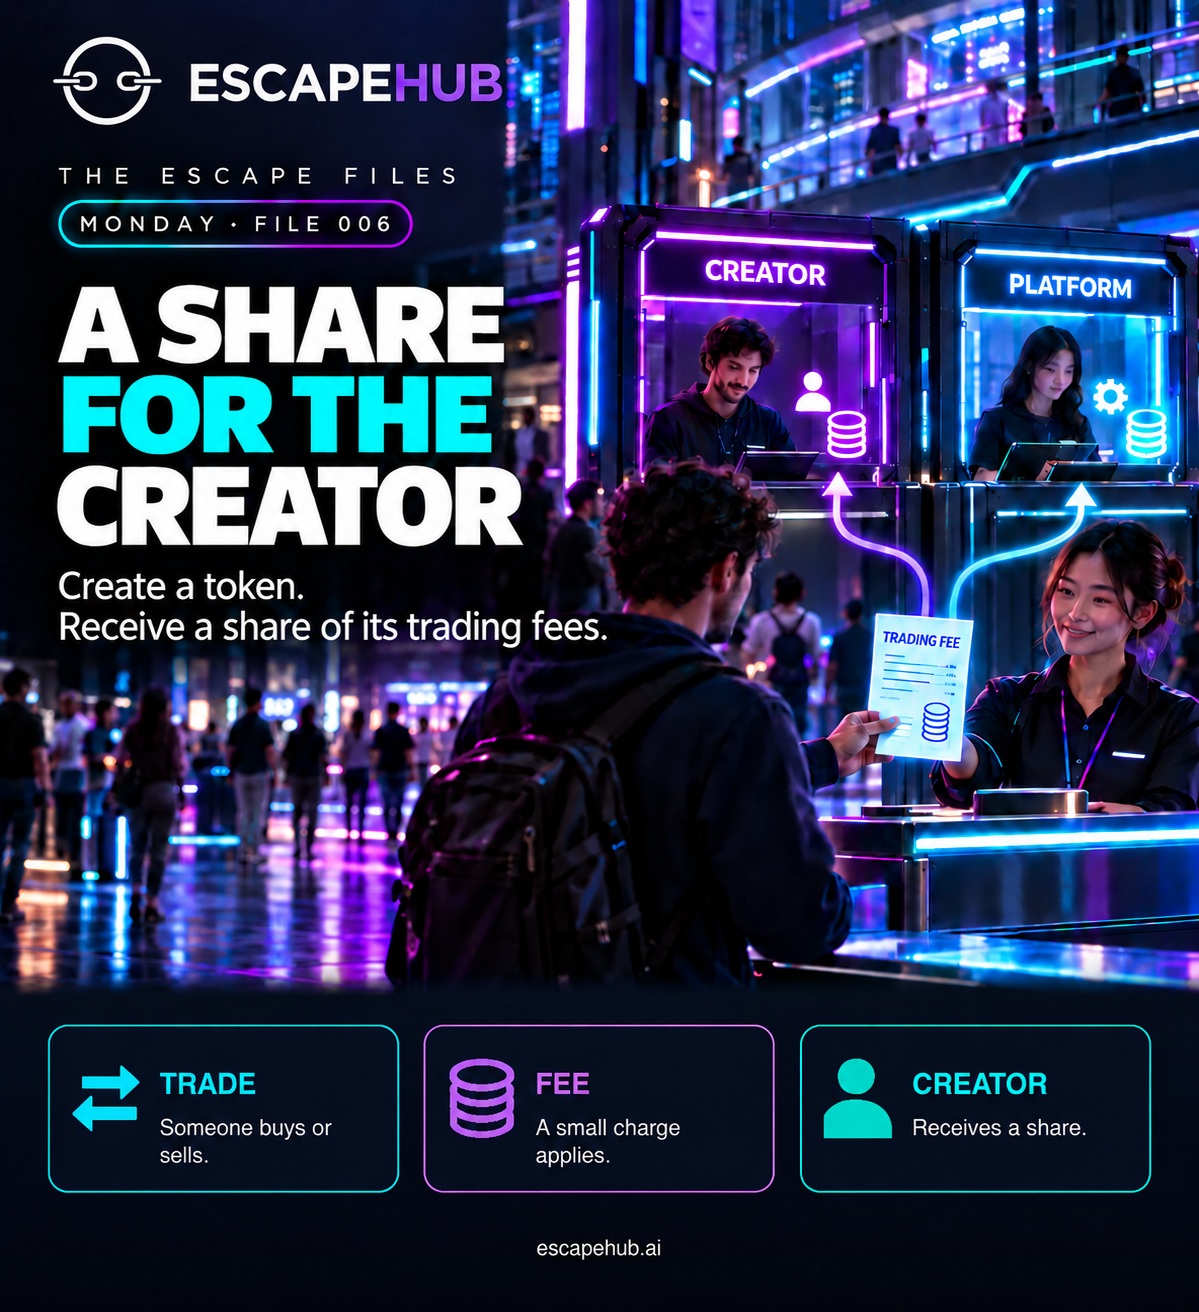 ESCAPEHUB
THE ESCAPE FILES
MONDAY · FILE 006
A SHARE
FOR THE
CREATOR
Create a token.
Receive a share of its trading fees.
CREATOR
PLATFORM
TRADING FEE
TRADE
Someone buys or
sells.
FEE
A small charge
applies.
CREATOR
Receives a share.
escapehub.ai